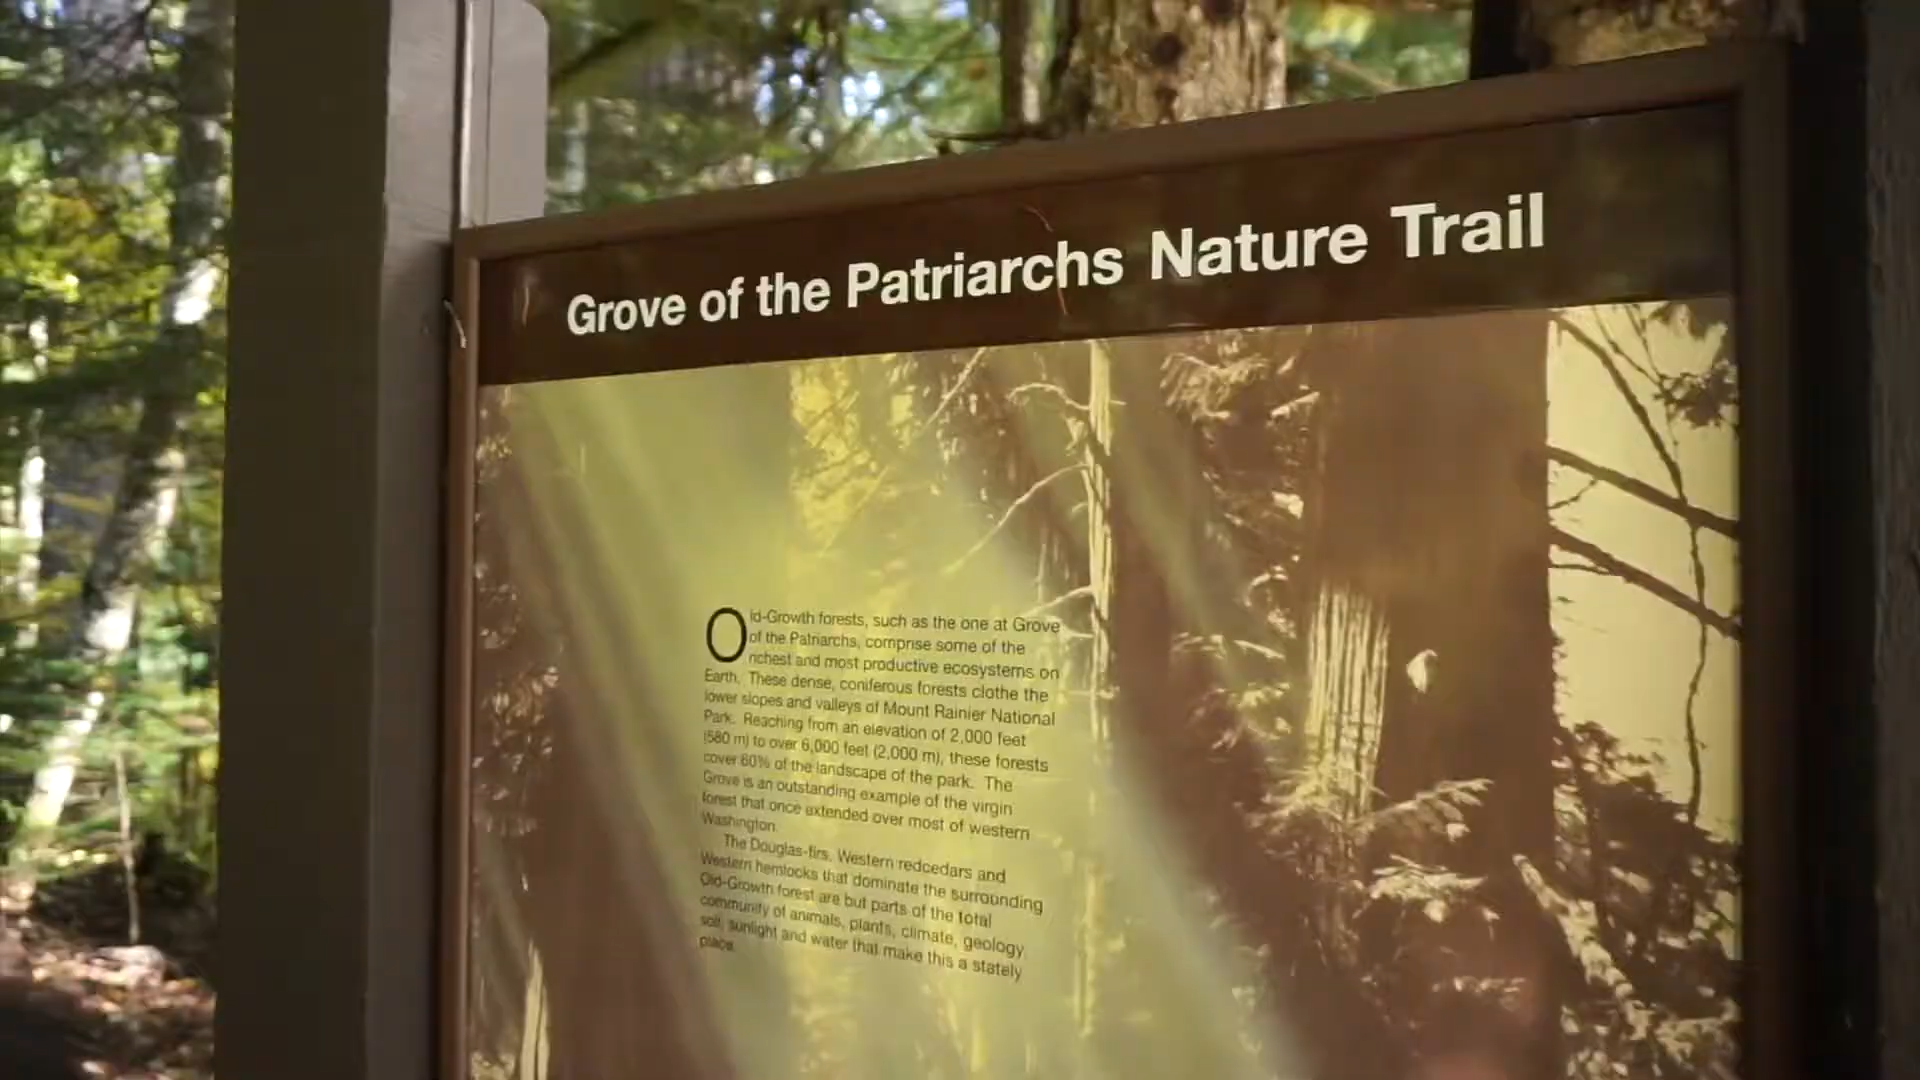 Grove of the Patriarchs Nature Trail
Old-Growth forests, such as the one at Grove
of the Patriarchs, comprise some of the
richest and most productive ecosystems on
Earth. These dense, coniferous forests clothe the
lower slopes and valleys of Mount Rainier National
Park. Reaching from an elevation of 2,000 feet
(580 m) to over 6,000 feet (2,000 m), these forests
cover 60% of the landscape of the park. The
Grove is an outstanding example of the virgin
forest that once extended over most of western
Washington.
The Douglas-firs, Western redcedars and
Western hemlocks that dominate the surrounding
Old-Growth forest are but parts of the total
community of animals, plants, climate, geology,
soil, sunlight and water that make this a stately
place.